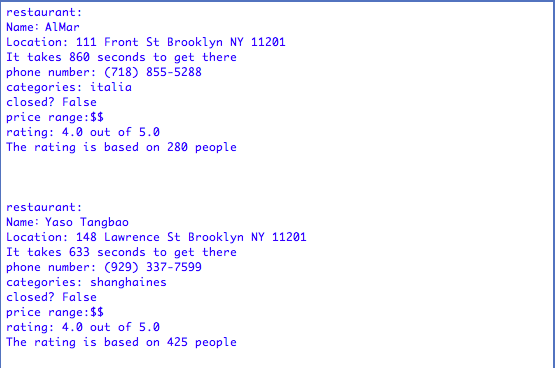 restaurant:
Name: AlMar
Location: 111 Front St Brooklyn NY 11201
It takes 860 seconds to get there
phone number: (718) 855-5288
categories: italia
closed? False
price range:$$
rating: 4.0 out of 5.0
The rating is based on 280 people
restaurant:
Name: Yaso Tangbao
Location: 148 Lawrence St Brooklyn NY 11201
It takes 633 seconds to get there
phone number: (929) 337-7599
categories: shanghaines
closed? False
price range:$$
rating: 4.0 out of 5.0
The rating is based on 425 people